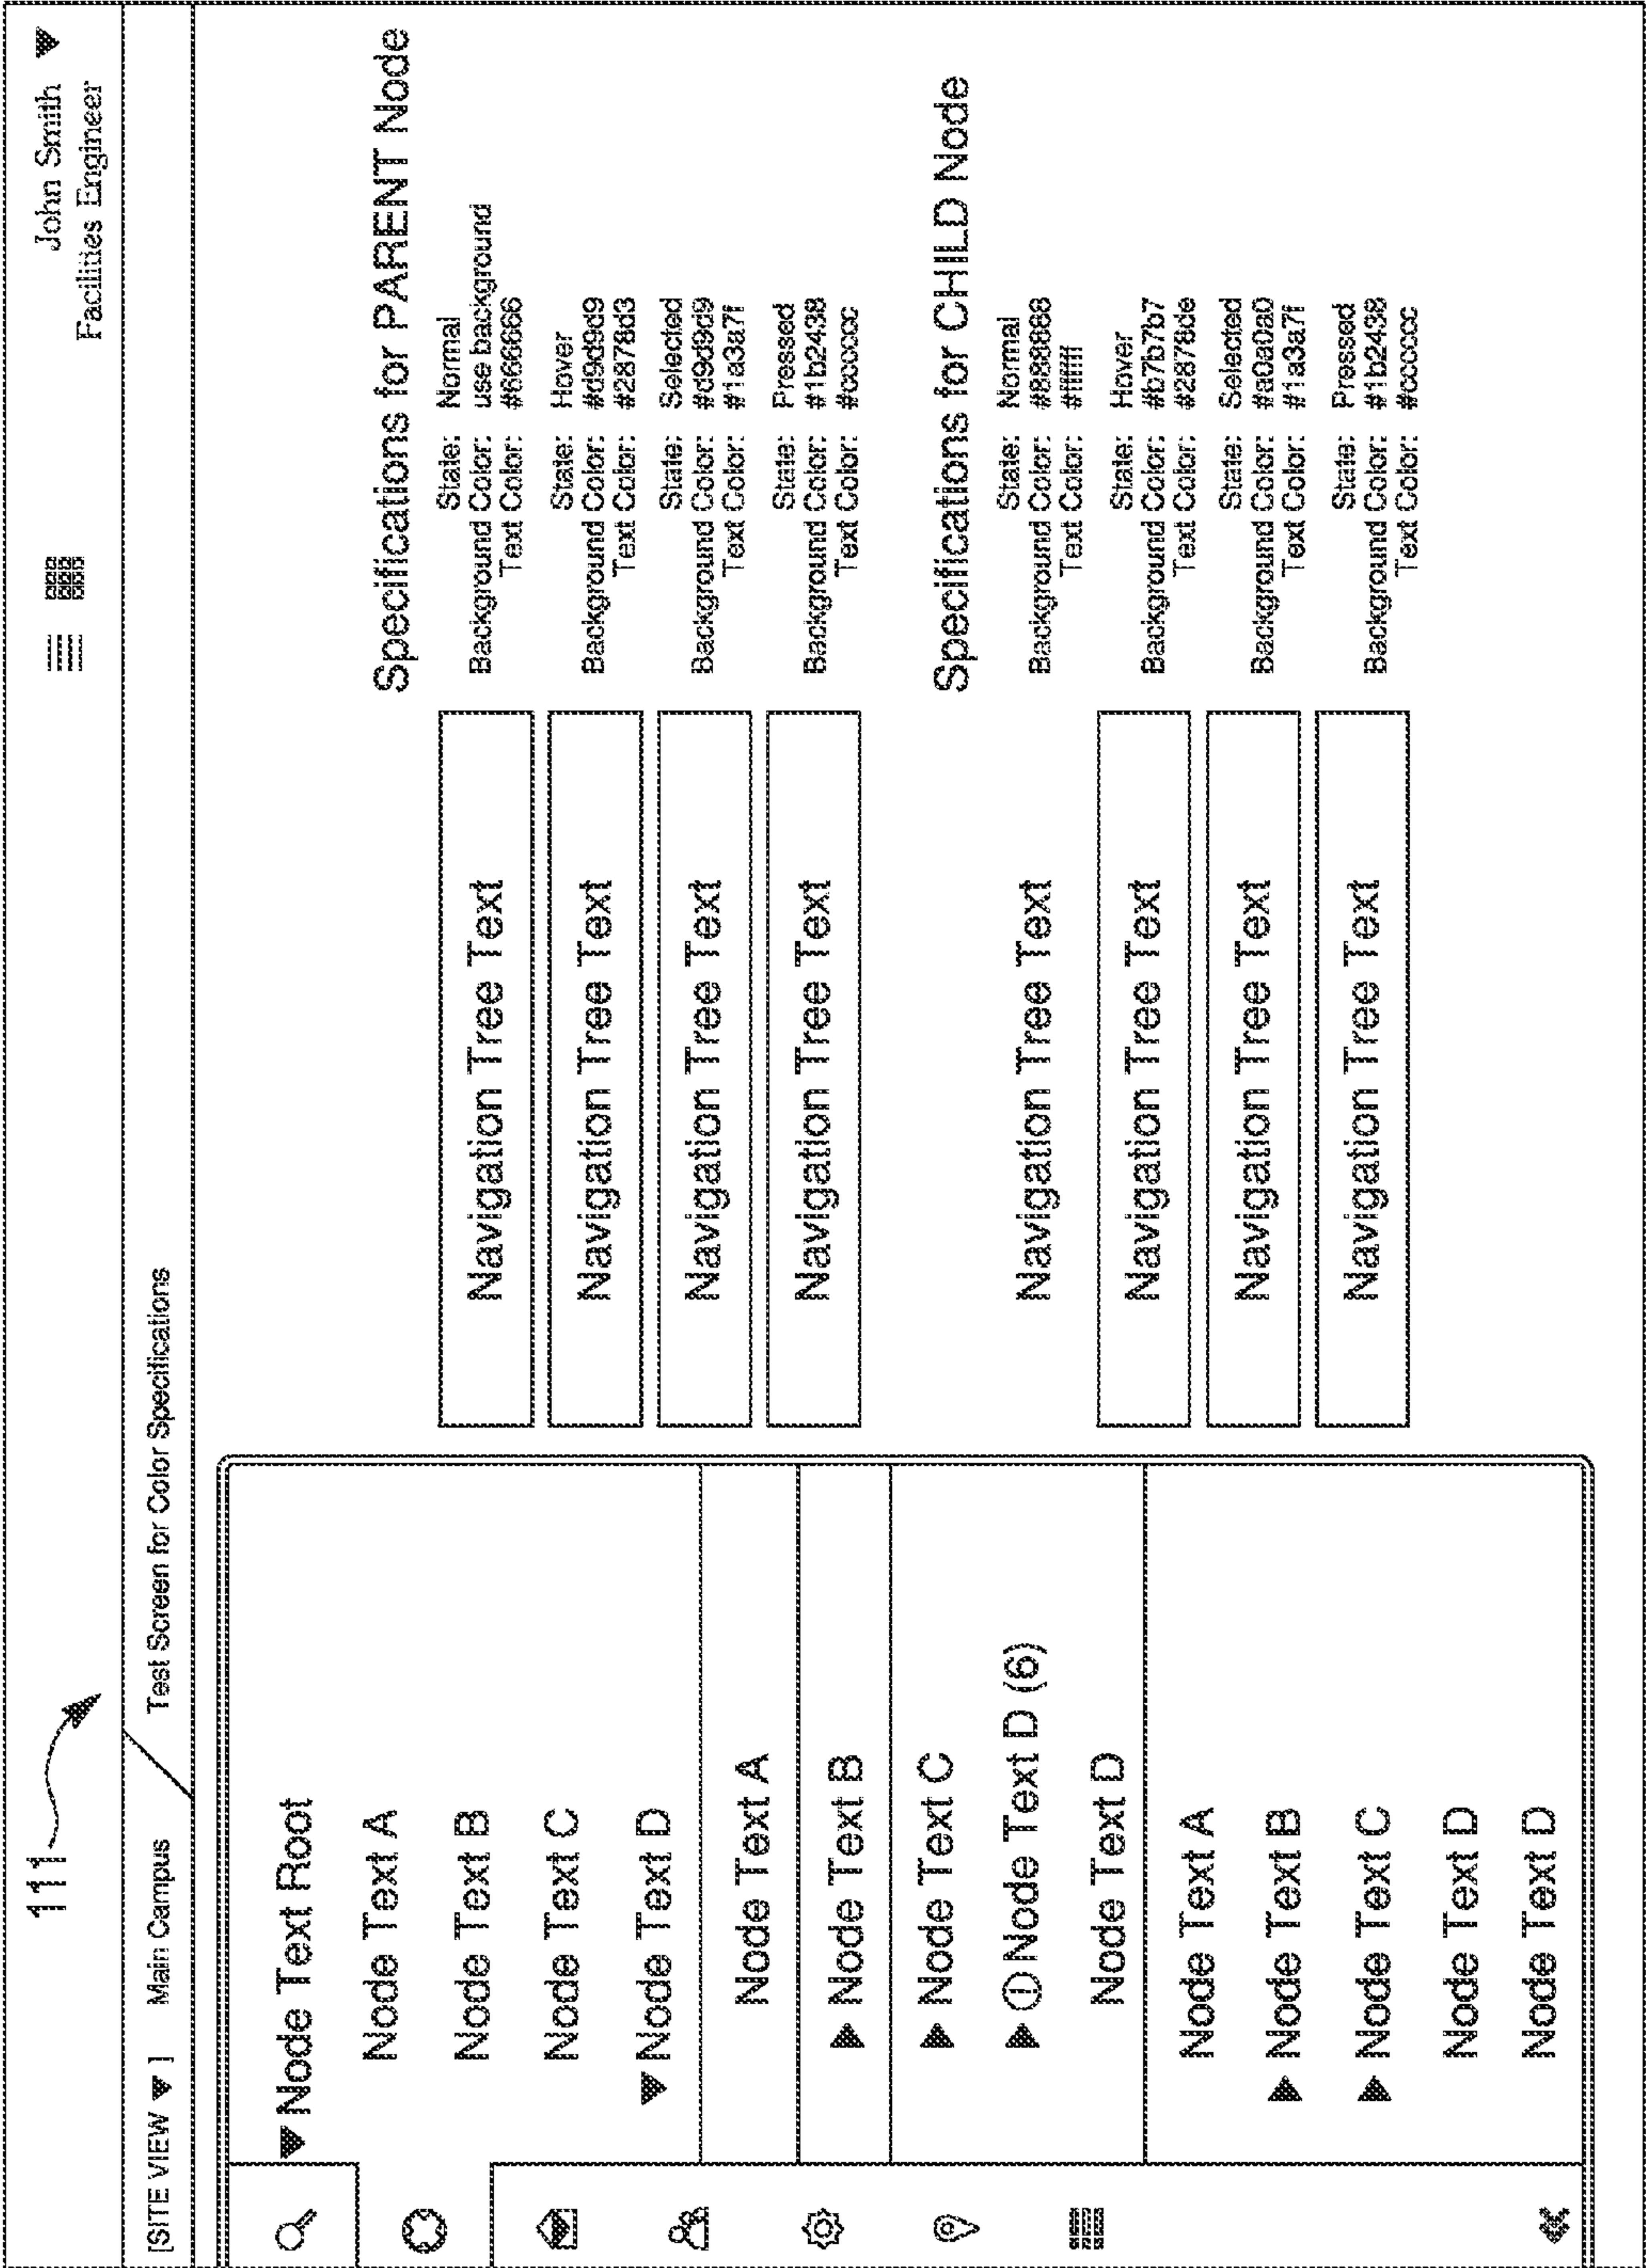 111
John Smith
Facilities Engineer
[SITE VIEW ▼ ] Main Campus Test Screen for Color Specifications
▼Node Text Root
Node Text A
Node Text B
Node Text C
▼ Node Text D
Node Text A
▶ Node Text B
▶ Node Text C
▶ ! Node Text D (6)
Node Text D
Node Text A
▶ Node Text B
▶ Node Text C
Node Text D
Node Text D
Specifications for PARENT Node
Navigation Tree Text
State: Normal
Background Color: use background
Text Color: #666666
Navigation Tree Text
State: Hover
Background Color: #d9d9d9
Text Color: #2878d3
Navigation Tree Text
State: Selected
Background Color: #d9d9d9
Text Color: #1a3a7f
Navigation Tree Text
State: Pressed
Background Color: #1b2438
Text Color: #cccccc
Specifications for CHILD Node
Navigation Tree Text
State: Normal
Background Color: #888888
Text Color: #ffffff
Navigation Tree Text
State: Hover
Background Color: #b7b7b7
Text Color: #2878de
Navigation Tree Text
State: Selected
Background Color: #a0a0a0
Text Color: #1a3a7f
Navigation Tree Text
State: Pressed
Background Color: #1b2438
Text Color: #cccccc